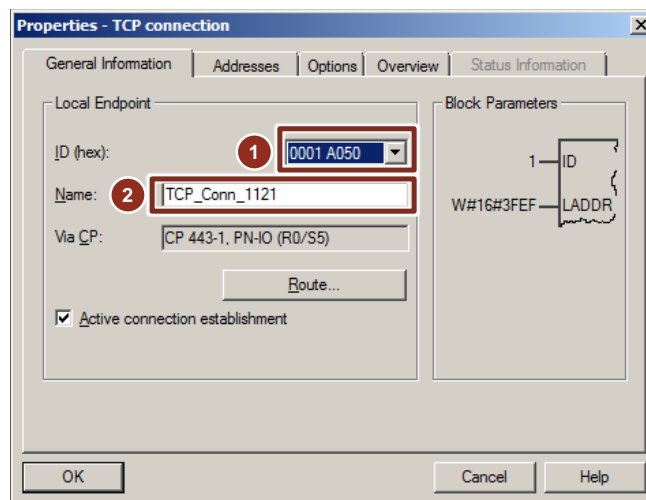 Properties - TCP connection
General Information Addresses Options Overview Status Information
Local Endpoint
ID (hex): 1 0001 A050
Name: 2 TCP_Conn_1121
Via CP: CP 443-1, PN-IO (R0/S5)
Route...
Active connection establishment
Block Parameters
1 ID
W#16#3FEF LADDR
OK Cancel Help